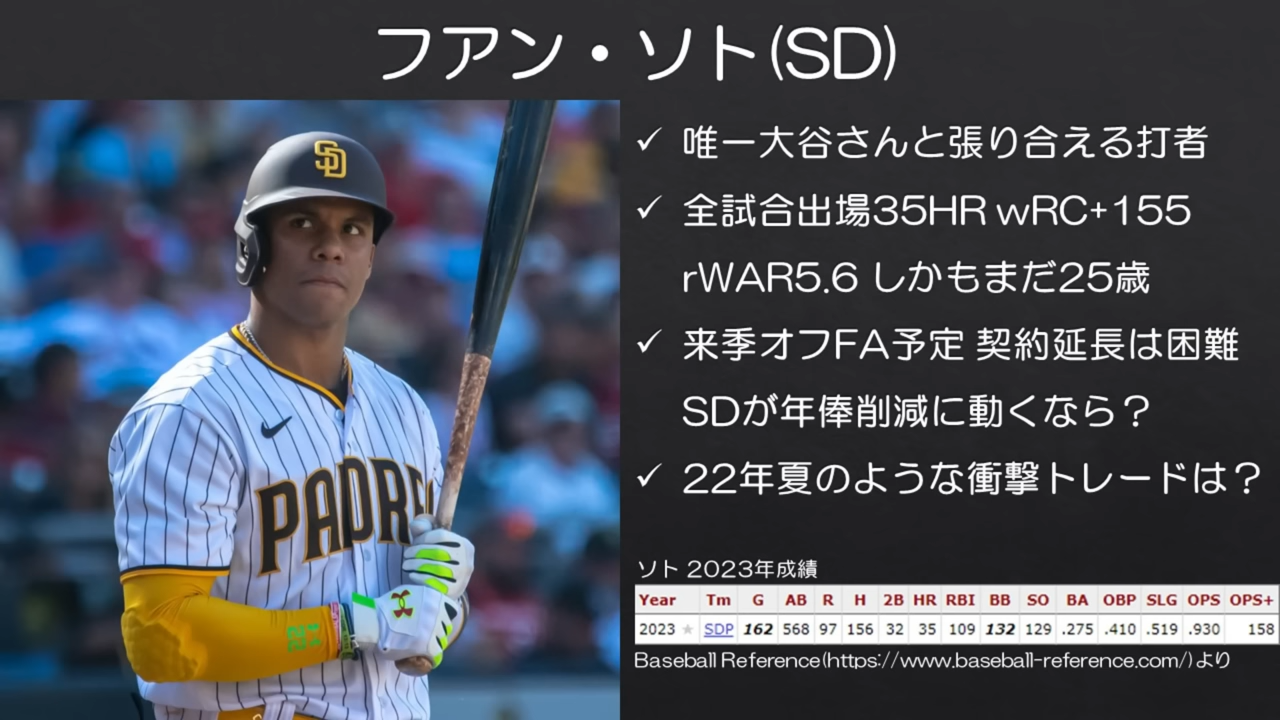 フアン・ソト(SD)
✓ 唯一大谷さんと張り合える打者
✓ 全試合出場35HR wRC+155
rWAR5.6 しかもまだ25歳
✓ 来季オフFA予定 契約延長は困難
SDが年俸削減に動くなら？
✓ 22年夏のような衝撃トレードは？
SD
PADRE
22
ソト 2023年成績
Year Tm G AB R H 2B HR RBI BB SO BA OBP SLG OPS OPS+
2023 ★ SDP 162 568 97 156 32 35 109 132 129 .275 .410 .519 .930 158
Baseball Reference(https://www.baseball-reference.com/)より